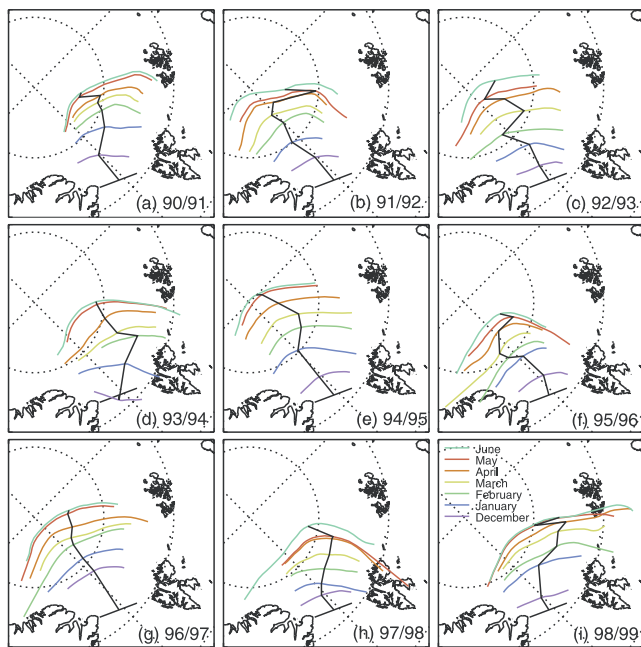 (a) 90/91
(b) 91/92
(c) 92/93
(d) 93/94
(e) 94/95
(f) 95/96
(g) 96/97
(h) 97/98
June
May
April
March
February
January
December
(i) 98/99